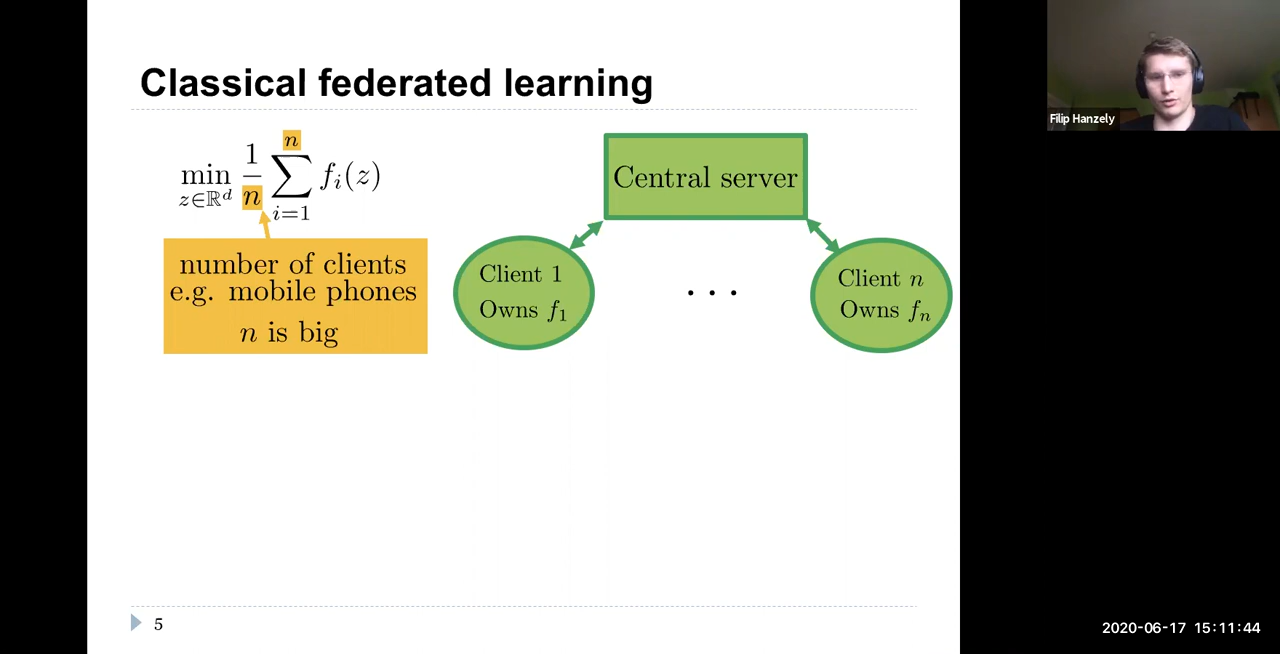 Classical federated learning
min_{z∈ℝ^d} 1/n ∑_{i=1}^{n} f_i(z)
number of clients
e.g. mobile phones
n is big
Central server
Client 1
Owns f_1
. . .
Client n
Owns f_n
5
Filip Hanzely
2020-06-17 15:11:44